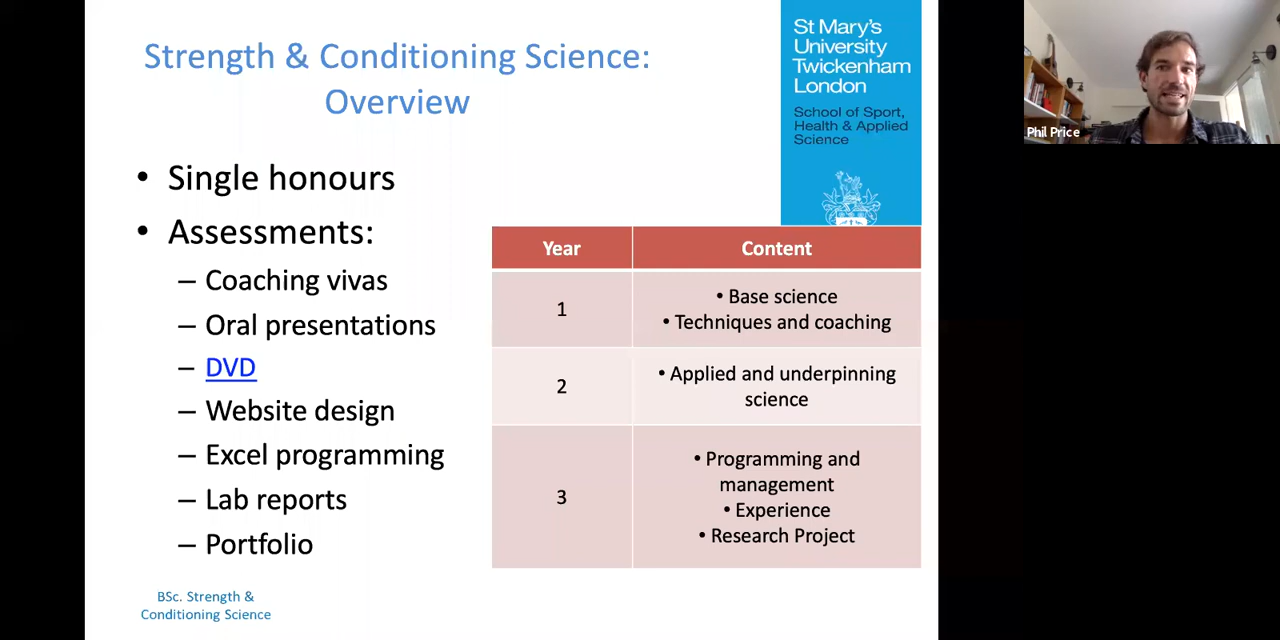 Strength & Conditioning Science:
Overview
St Mary's
University
Twickenham
London
School of Sport,
Health & Applied
Science
Phil Price
• Single honours
• Assessments:
– Coaching vivas
– Oral presentations
– DVD
– Website design
– Excel programming
– Lab reports
– Portfolio
Year Content
1
• Base science
• Techniques and coaching
2
• Applied and underpinning
science
3
• Programming and
management
• Experience
• Research Project
BSc. Strength &
Conditioning Science